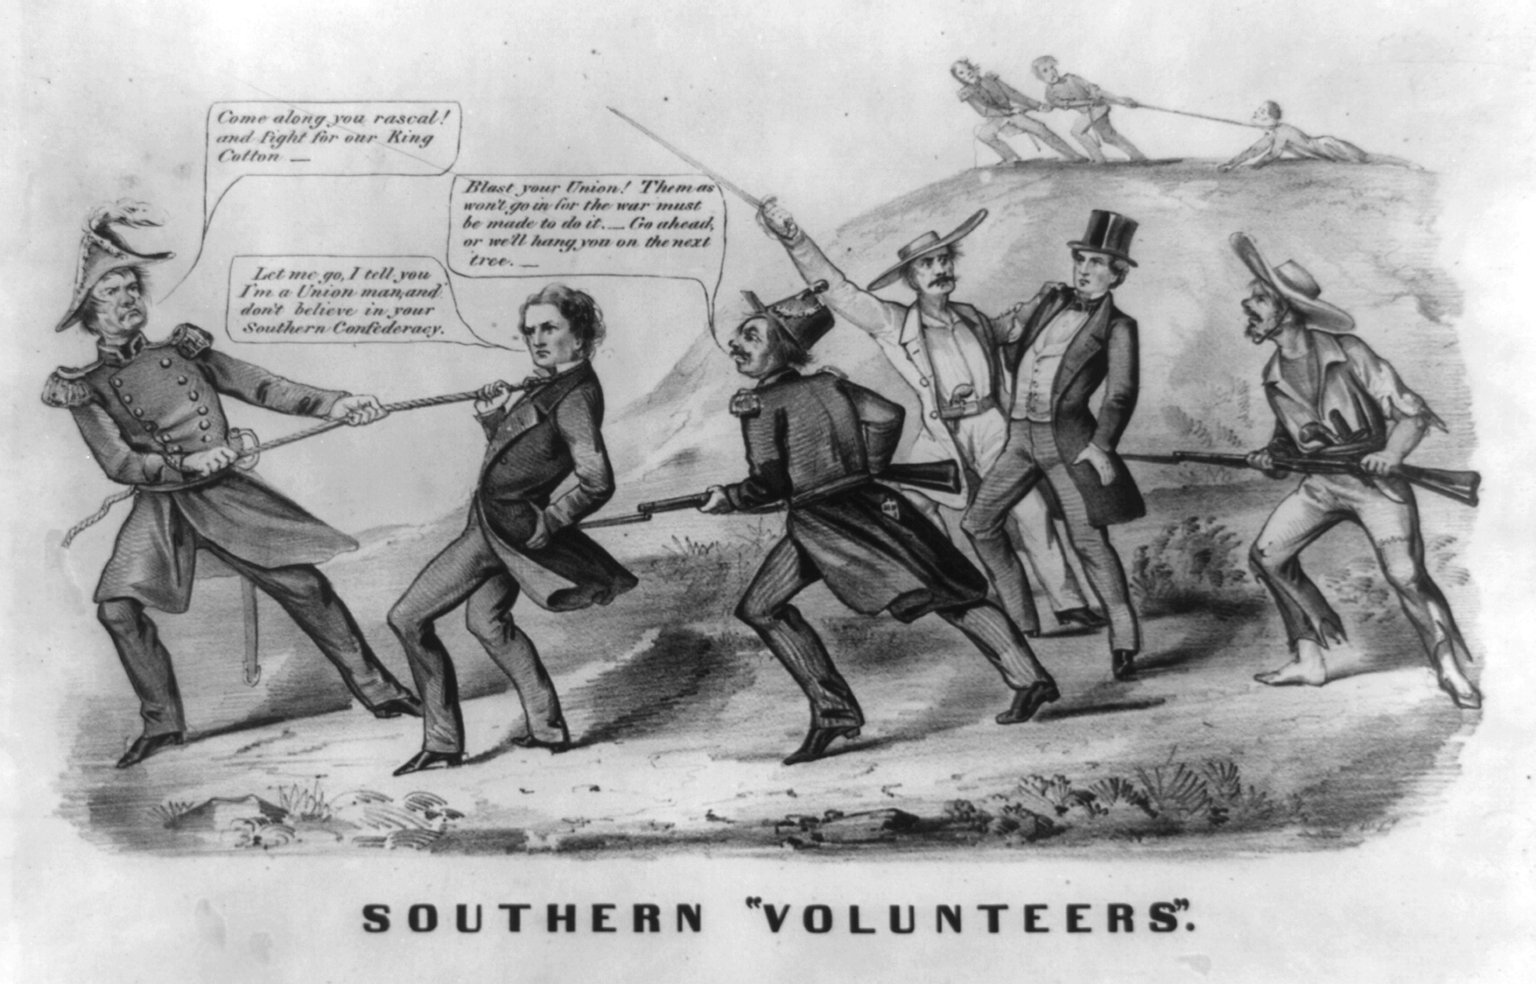 Come along you rascal!
and fight for our King
Cotton —
Let me go, I tell you
I'm a Union man, and
don't believe in your
Southern Confederacy.
Blast your Union! Them as
won't go in for the war must
be made to do it. — Go ahead,
or we'll hang you on the next
tree. —
SOUTHERN "VOLUNTEERS".